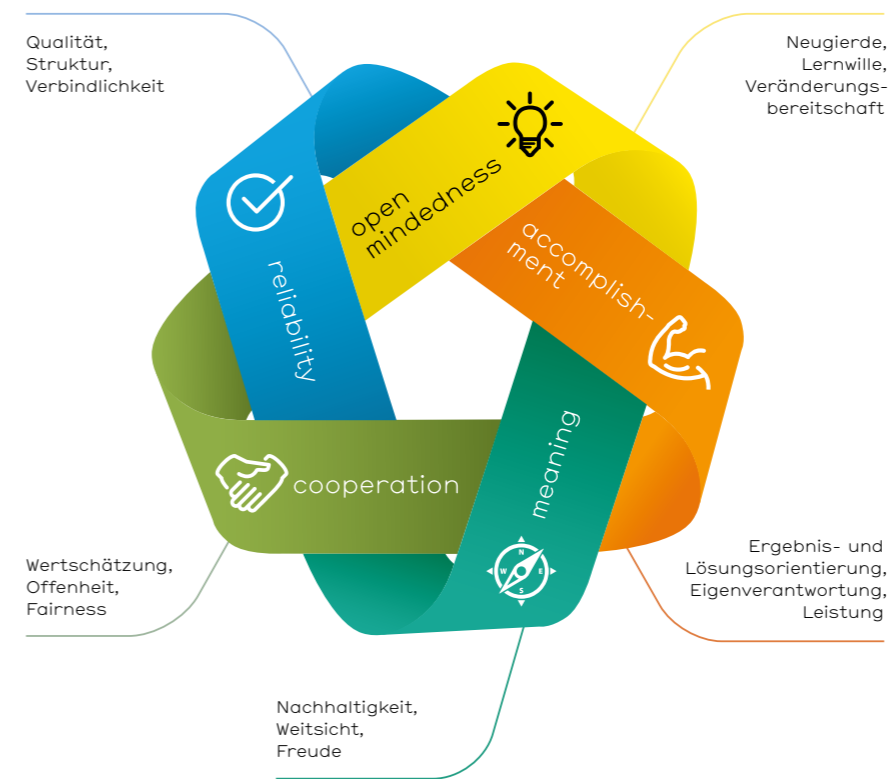 Qualität,
Struktur,
Verbindlichkeit
Neugierde,
Lernwille,
Veränderungs-
bereitschaft
open
mindedness
accomplish-
ment
reliability
meaning
cooperation
N
W
E
S
Wertschätzung,
Offenheit,
Fairness
Ergebnis- und
Lösungsorientierung,
Eigenverantwortung,
Leistung
Nachhaltigkeit,
Weitsicht,
Freude